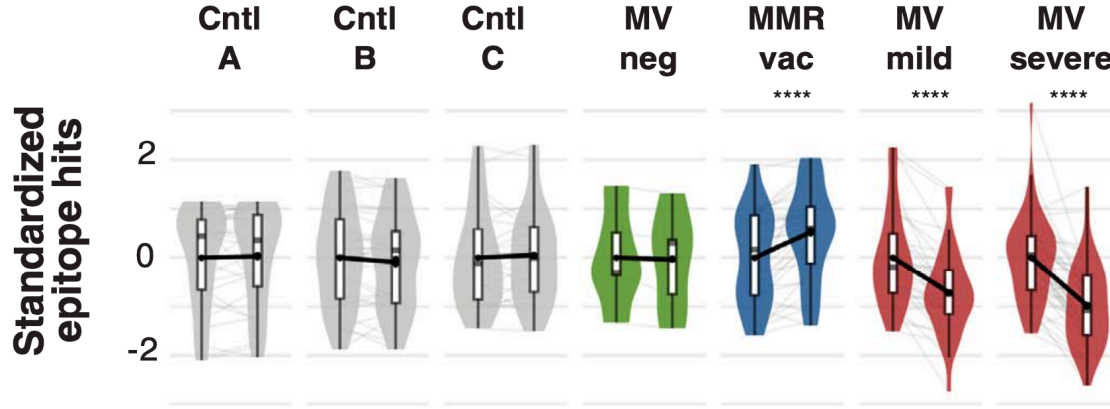 Cntl A
Cntl B
Cntl C
MV neg
MMR vac
MV mild
MV severe
****
****
****
Standardized
epitope hits
2
0
-2